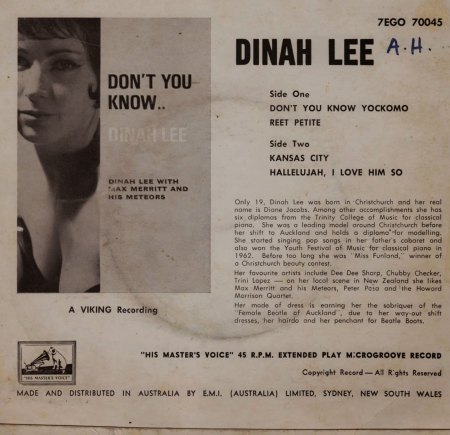 7EGO 70045
DINAH LEE A.H.
DON'T YOU
KNOW..
DINAH LEE
DINAH LEE WITH
MAX MERRITT AND
HIS METEORS
A VIKING Recording
Side One
DON'T YOU KNOW YOCKOMO
REET PETITE
Side Two
KANSAS CITY
HALLELUJAH, I LOVE HIM SO
Only 19, Dinah Lee was born in Christchurch and her real
name is Diane Jacobs. Among other accomplishments she has
six diplomas from the Trinity College of Music for classical
piano. She was a leading model around Christchurch before
her shift to Auckland and holds a diploma for modelling.
She started singing pop songs in her father's cabaret and
also won the Youth Festival of Music for classical piano in
1962. Before too long she was "Miss Funland," winner of
a Christchurch beauty contest.
Her favourite artists include Dee Dee Sharp, Chubby Checker,
Trini Lopez — on her local scene in New Zealand she likes
Max Merritt and his Meteors, Peter Posa and the Howard
Morrison Quartet.
Her mode of dress is earning her the sobriquet of the
"Female Beatle of Auckland", due to her way-out shift
dresses, her hairdo and her penchant for Beatle Boots.
"HIS MASTER'S VOICE"
"HIS MASTER'S VOICE" 45 R.P.M. EXTENDED PLAY M:CROGROOVE RECORD
Copyright Record — All Rights Reserved
MADE AND DISTRIBUTED IN AUSTRALIA BY E.M.I. (AUSTRALIA) LIMITED, SYDNEY, NEW SOUTH WALES